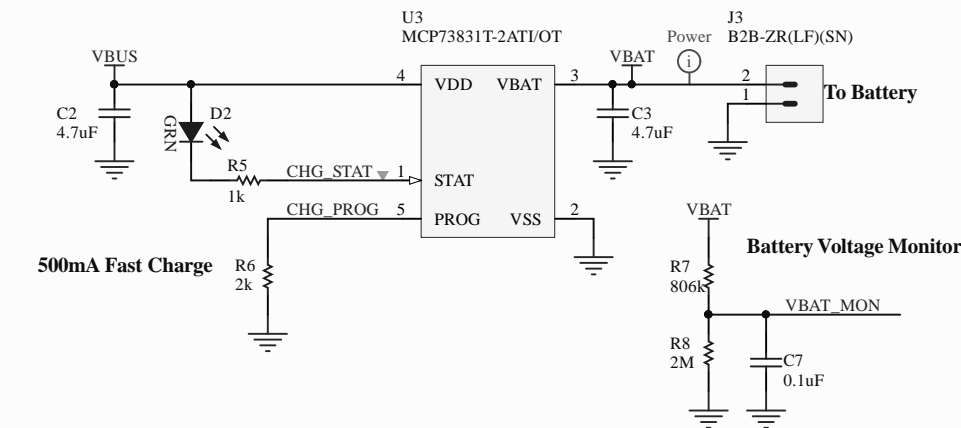 U3
MCP73831T-2ATI/OT
J3
B2B-ZR(LF)(SN)
Power
i
VBUS
VBAT
4
VDD
VBAT
3
2
1
To Battery
C2
4.7uF
GRN
D2
C3
4.7uF
R5
1k
CHG_STAT
1
STAT
CHG_PROG
5
PROG
VSS
2
VBAT
Battery Voltage Monitor
500mA Fast Charge
R6
2k
R7
806k
VBAT_MON
R8
2M
C7
0.1uF